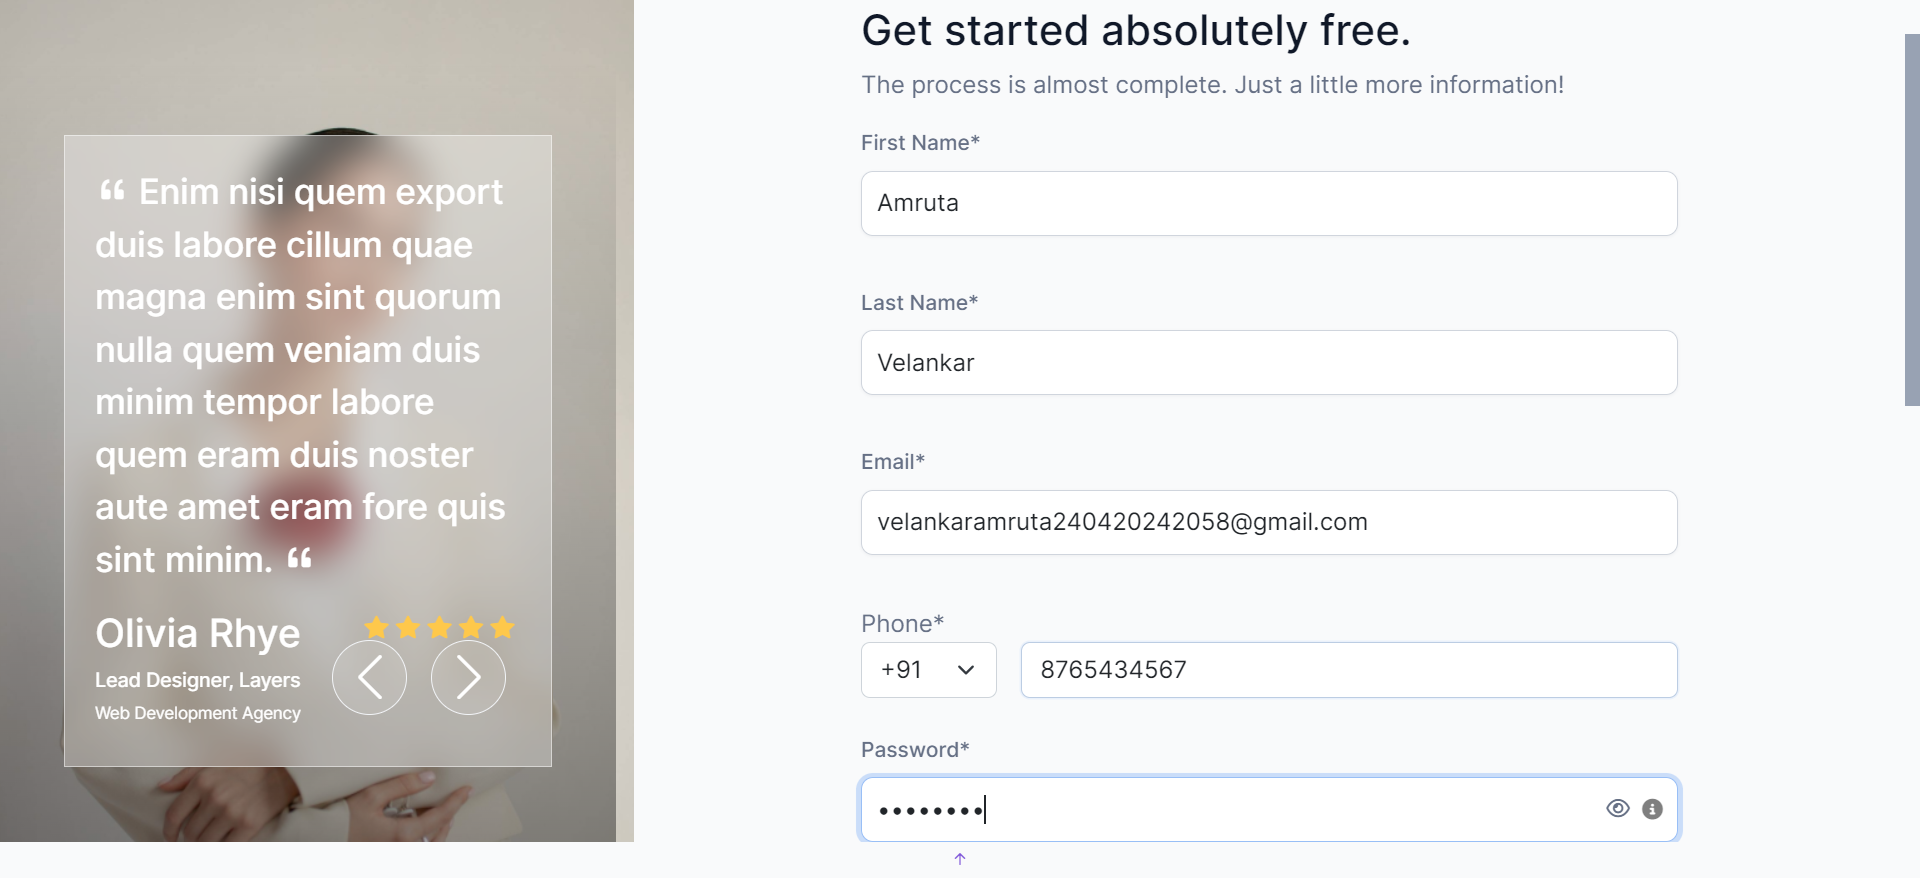 “ Enim nisi quem export
duis labore cillum quae
magna enim sint quorum
nulla quem veniam duis
minim tempor labore
quem eram duis noster
aute amet eram fore quis
sint minim. “
Olivia Rhye
Lead Designer, Layers
Web Development Agency
Get started absolutely free.
The process is almost complete. Just a little more information!
First Name*
Amruta
Last Name*
Velankar
Email*
velankaramruta240420242058@gmail.com
Phone*
+91 8765434567
Password*
••••••••